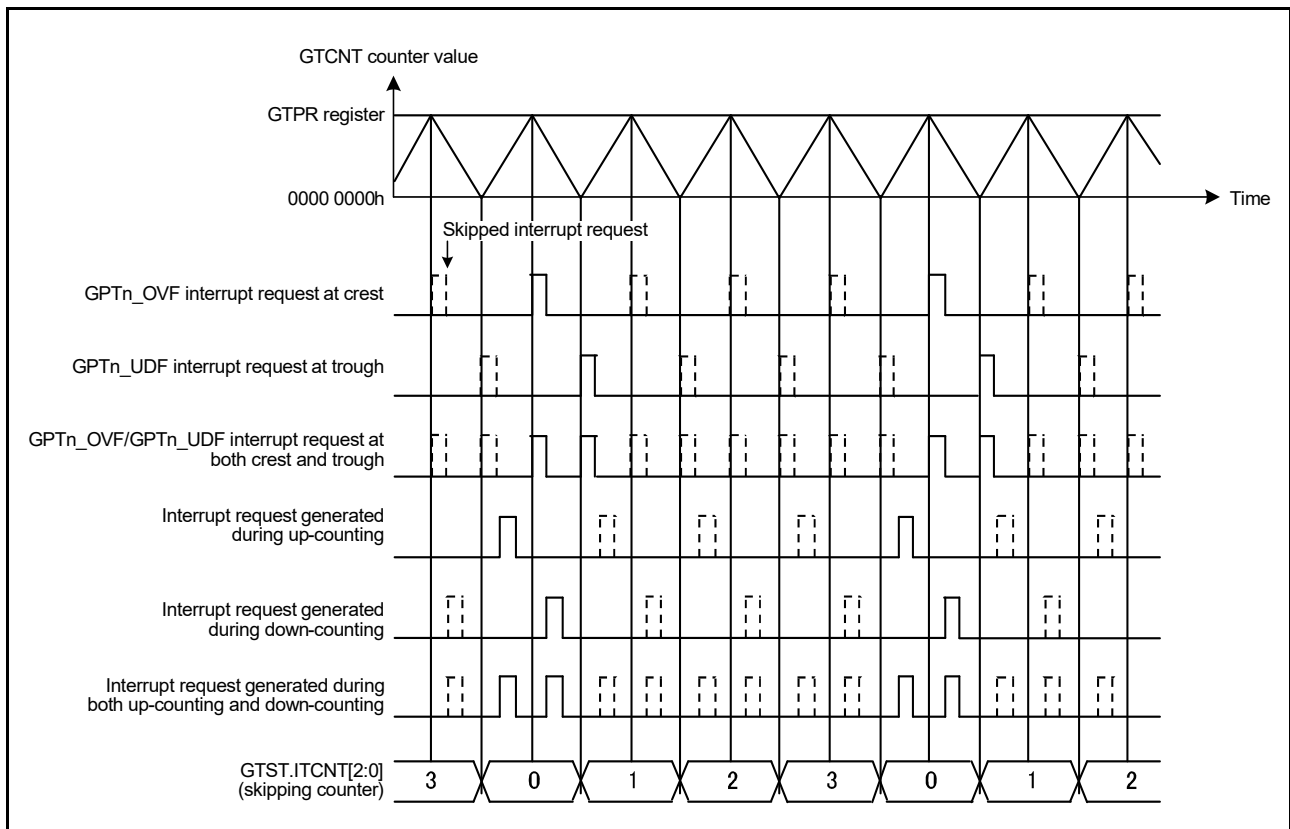 GTCNT counter value
GTPR register
0000 0000h
Time
Skipped interrupt request
GPTn_OVF interrupt request at crest
GPTn_UDF interrupt request at trough
GPTn_OVF/GPTn_UDF interrupt request at
both crest and trough
Interrupt request generated
during up-counting
Interrupt request generated
during down-counting
Interrupt request generated during
both up-counting and down-counting
GTST.ITCNT[2:0]
(skipping counter)
3 0 1 2 3 0 1 2